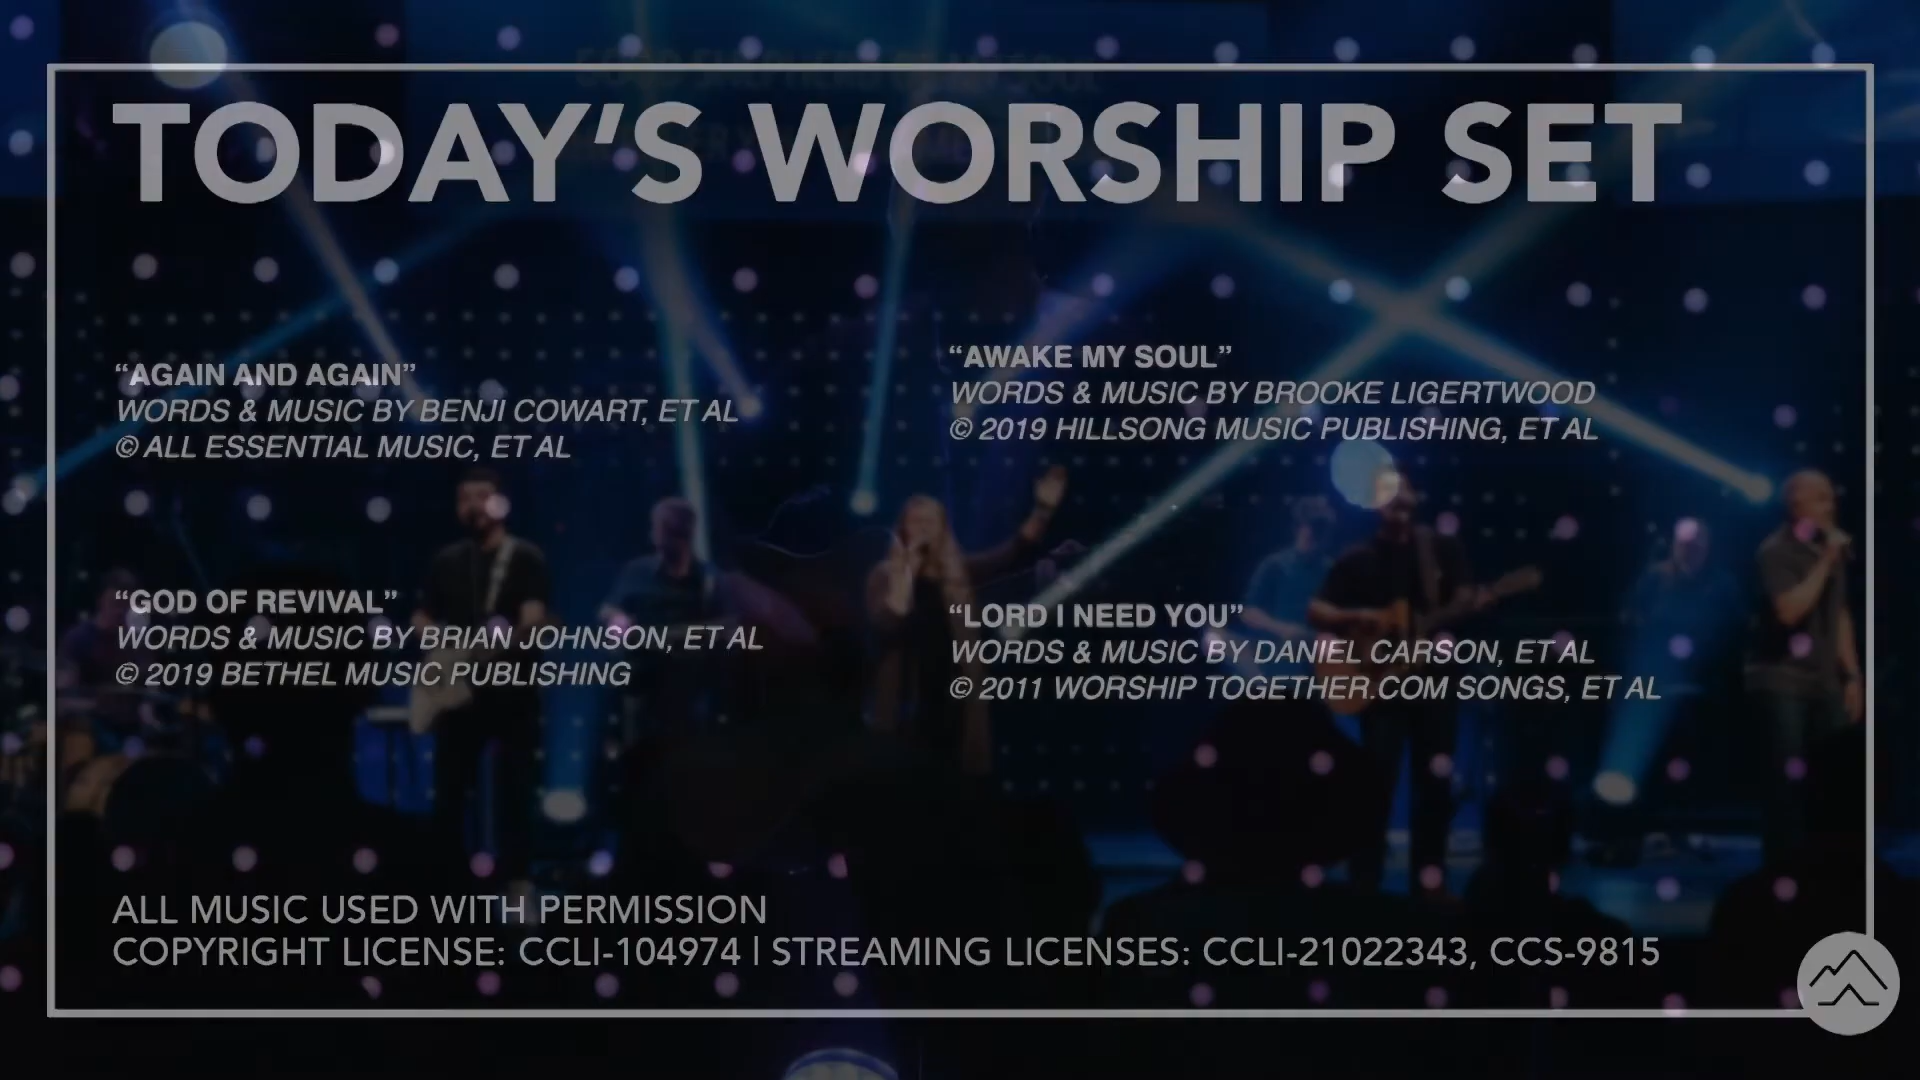 TODAY’S WORSHIP SET
“AGAIN AND AGAIN”
WORDS & MUSIC BY BENJI COWART, ET AL
© ALL ESSENTIAL MUSIC, ET AL
“AWAKE MY SOUL”
WORDS & MUSIC BY BROOKE LIGERTWOOD
© 2019 HILLSONG MUSIC PUBLISHING, ET AL
“GOD OF REVIVAL”
WORDS & MUSIC BY BRIAN JOHNSON, ET AL
© 2019 BETHEL MUSIC PUBLISHING
“LORD I NEED YOU”
WORDS & MUSIC BY DANIEL CARSON, ET AL
© 2011 WORSHIP TOGETHER.COM SONGS, ET AL
ALL MUSIC USED WITH PERMISSION
COPYRIGHT LICENSE: CCLI-104974 | STREAMING LICENSES: CCLI-21022343, CCS-9815